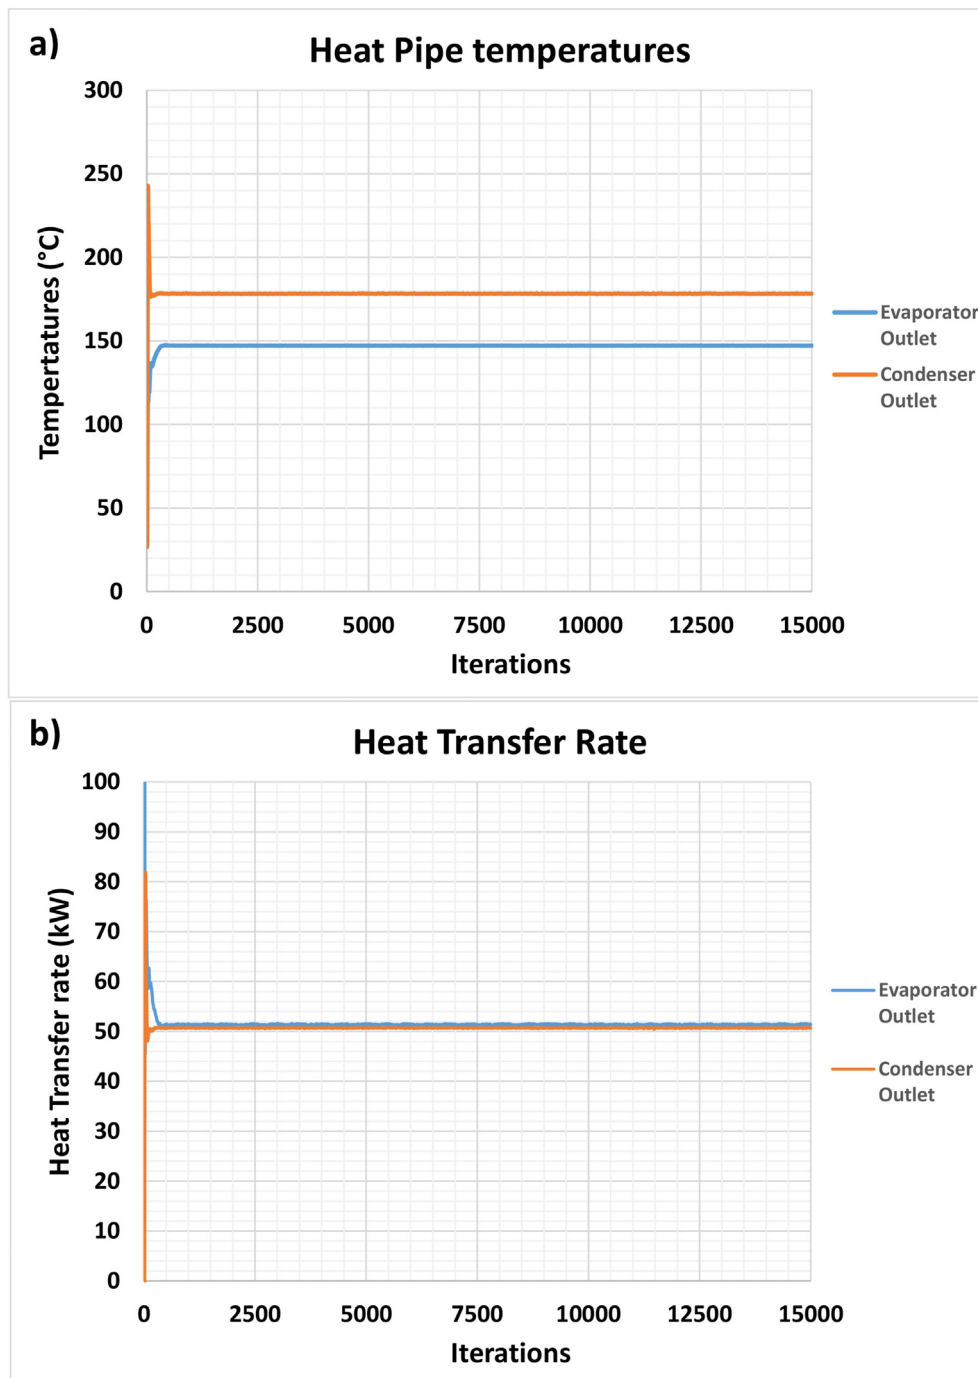 a)
Heat Pipe temperatures
300
250
200
150
100
50
0
Tempertatures (°C)
0 2500 5000 7500 10000 12500 15000
Iterations
Evaporator
Outlet
Condenser
Outlet
b)
Heat Transfer Rate
100
90
80
70
60
50
40
30
20
10
0
Heat Transfer rate (kW)
0 2500 5000 7500 10000 12500 15000
Iterations
Evaporator
Outlet
Condenser
Outlet